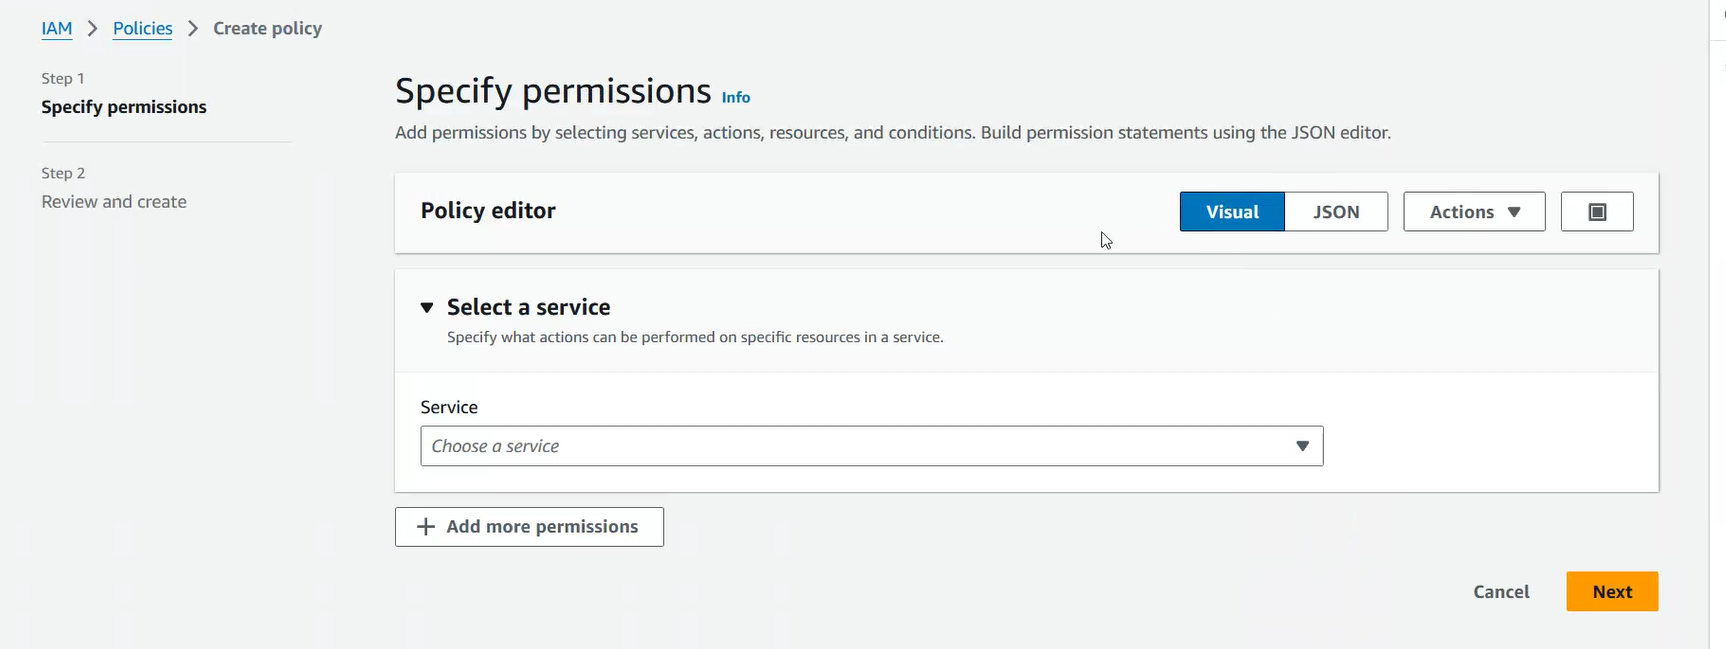 IAM > Policies > Create policy
Step 1
Specify permissions
Step 2
Review and create
Specify permissions Info
Add permissions by selecting services, actions, resources, and conditions. Build permission statements using the JSON editor.
Policy editor
Visual JSON Actions
Select a service
Specify what actions can be performed on specific resources in a service.
Service
Choose a service
+ Add more permissions
Cancel Next